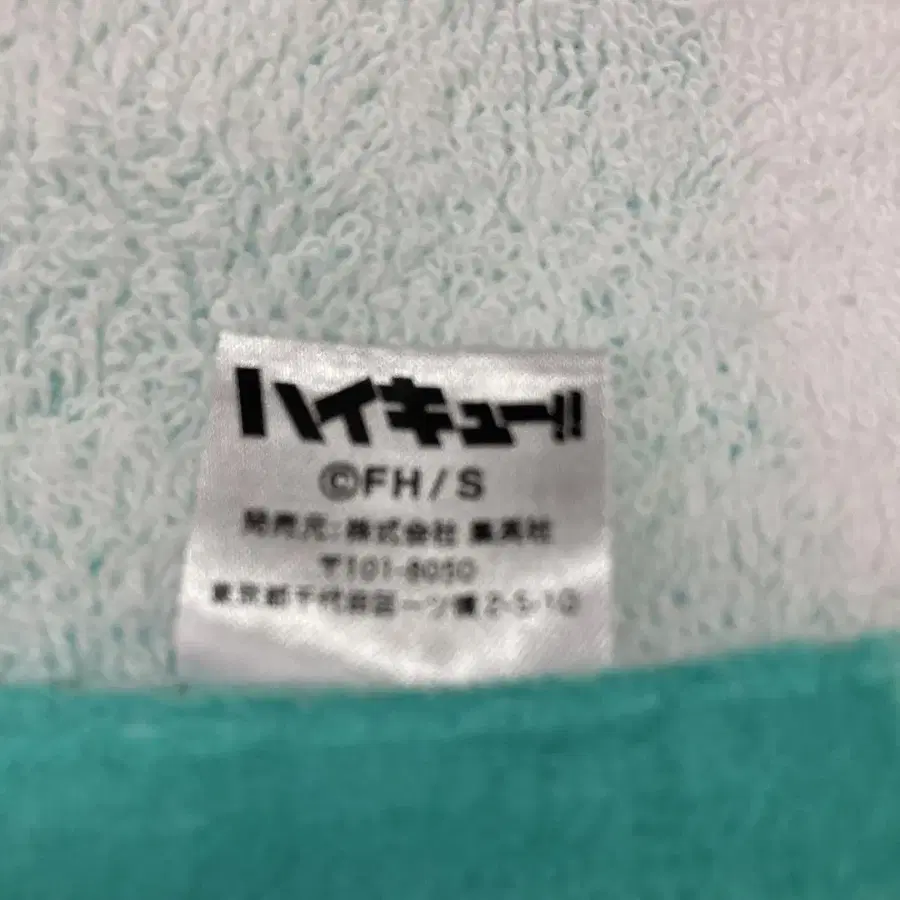 ハイキュー!!
©FH/S
発売元:株式会社 集英社
〒101-8050
東京都千代田区一ツ橋2-5-10